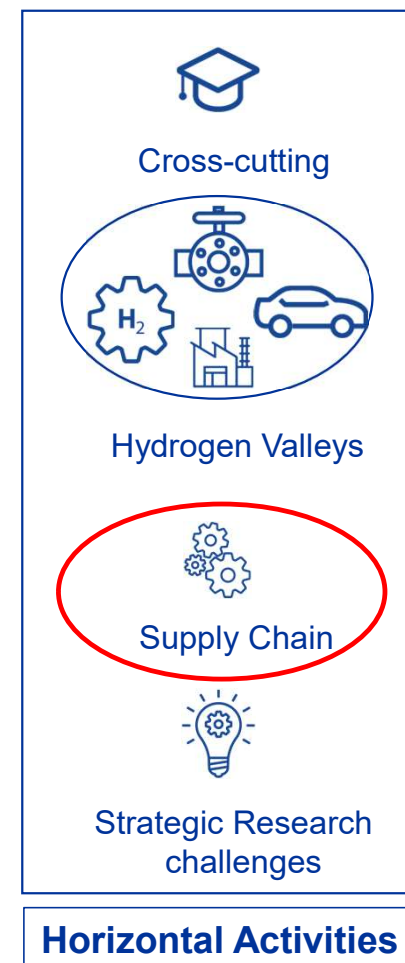 Cross-cutting
H₂
Hydrogen Valleys
Supply Chain
Strategic Research
challenges
Horizontal Activities